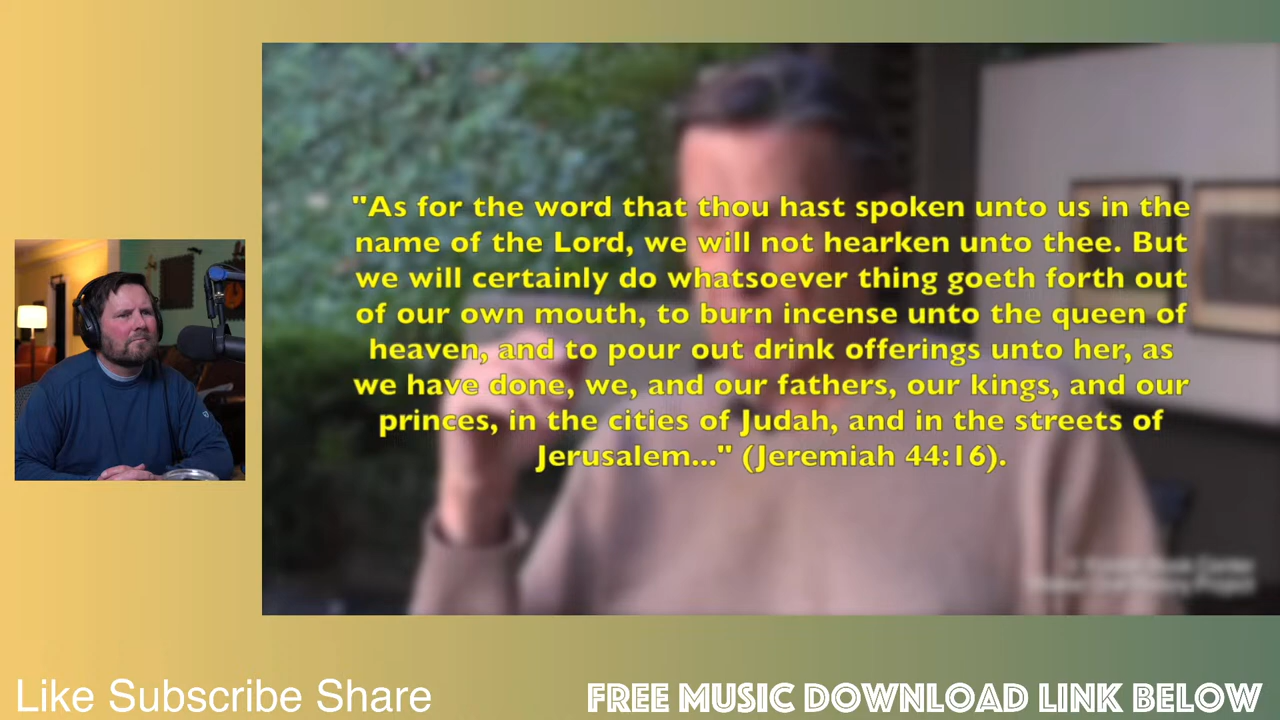 "As for the word that thou hast spoken unto us in the
name of the Lord, we will not hearken unto thee. But
we will certainly do whatsoever thing goeth forth out
of our own mouth, to burn incense unto the queen of
heaven, and to pour out drink offerings unto her, as
we have done, we, and our fathers, our kings, and our
princes, in the cities of Judah, and in the streets of
Jerusalem..." (Jeremiah 44:16).
Like Subscribe Share
FREE MUSIC DOWNLOAD LINK BELOW